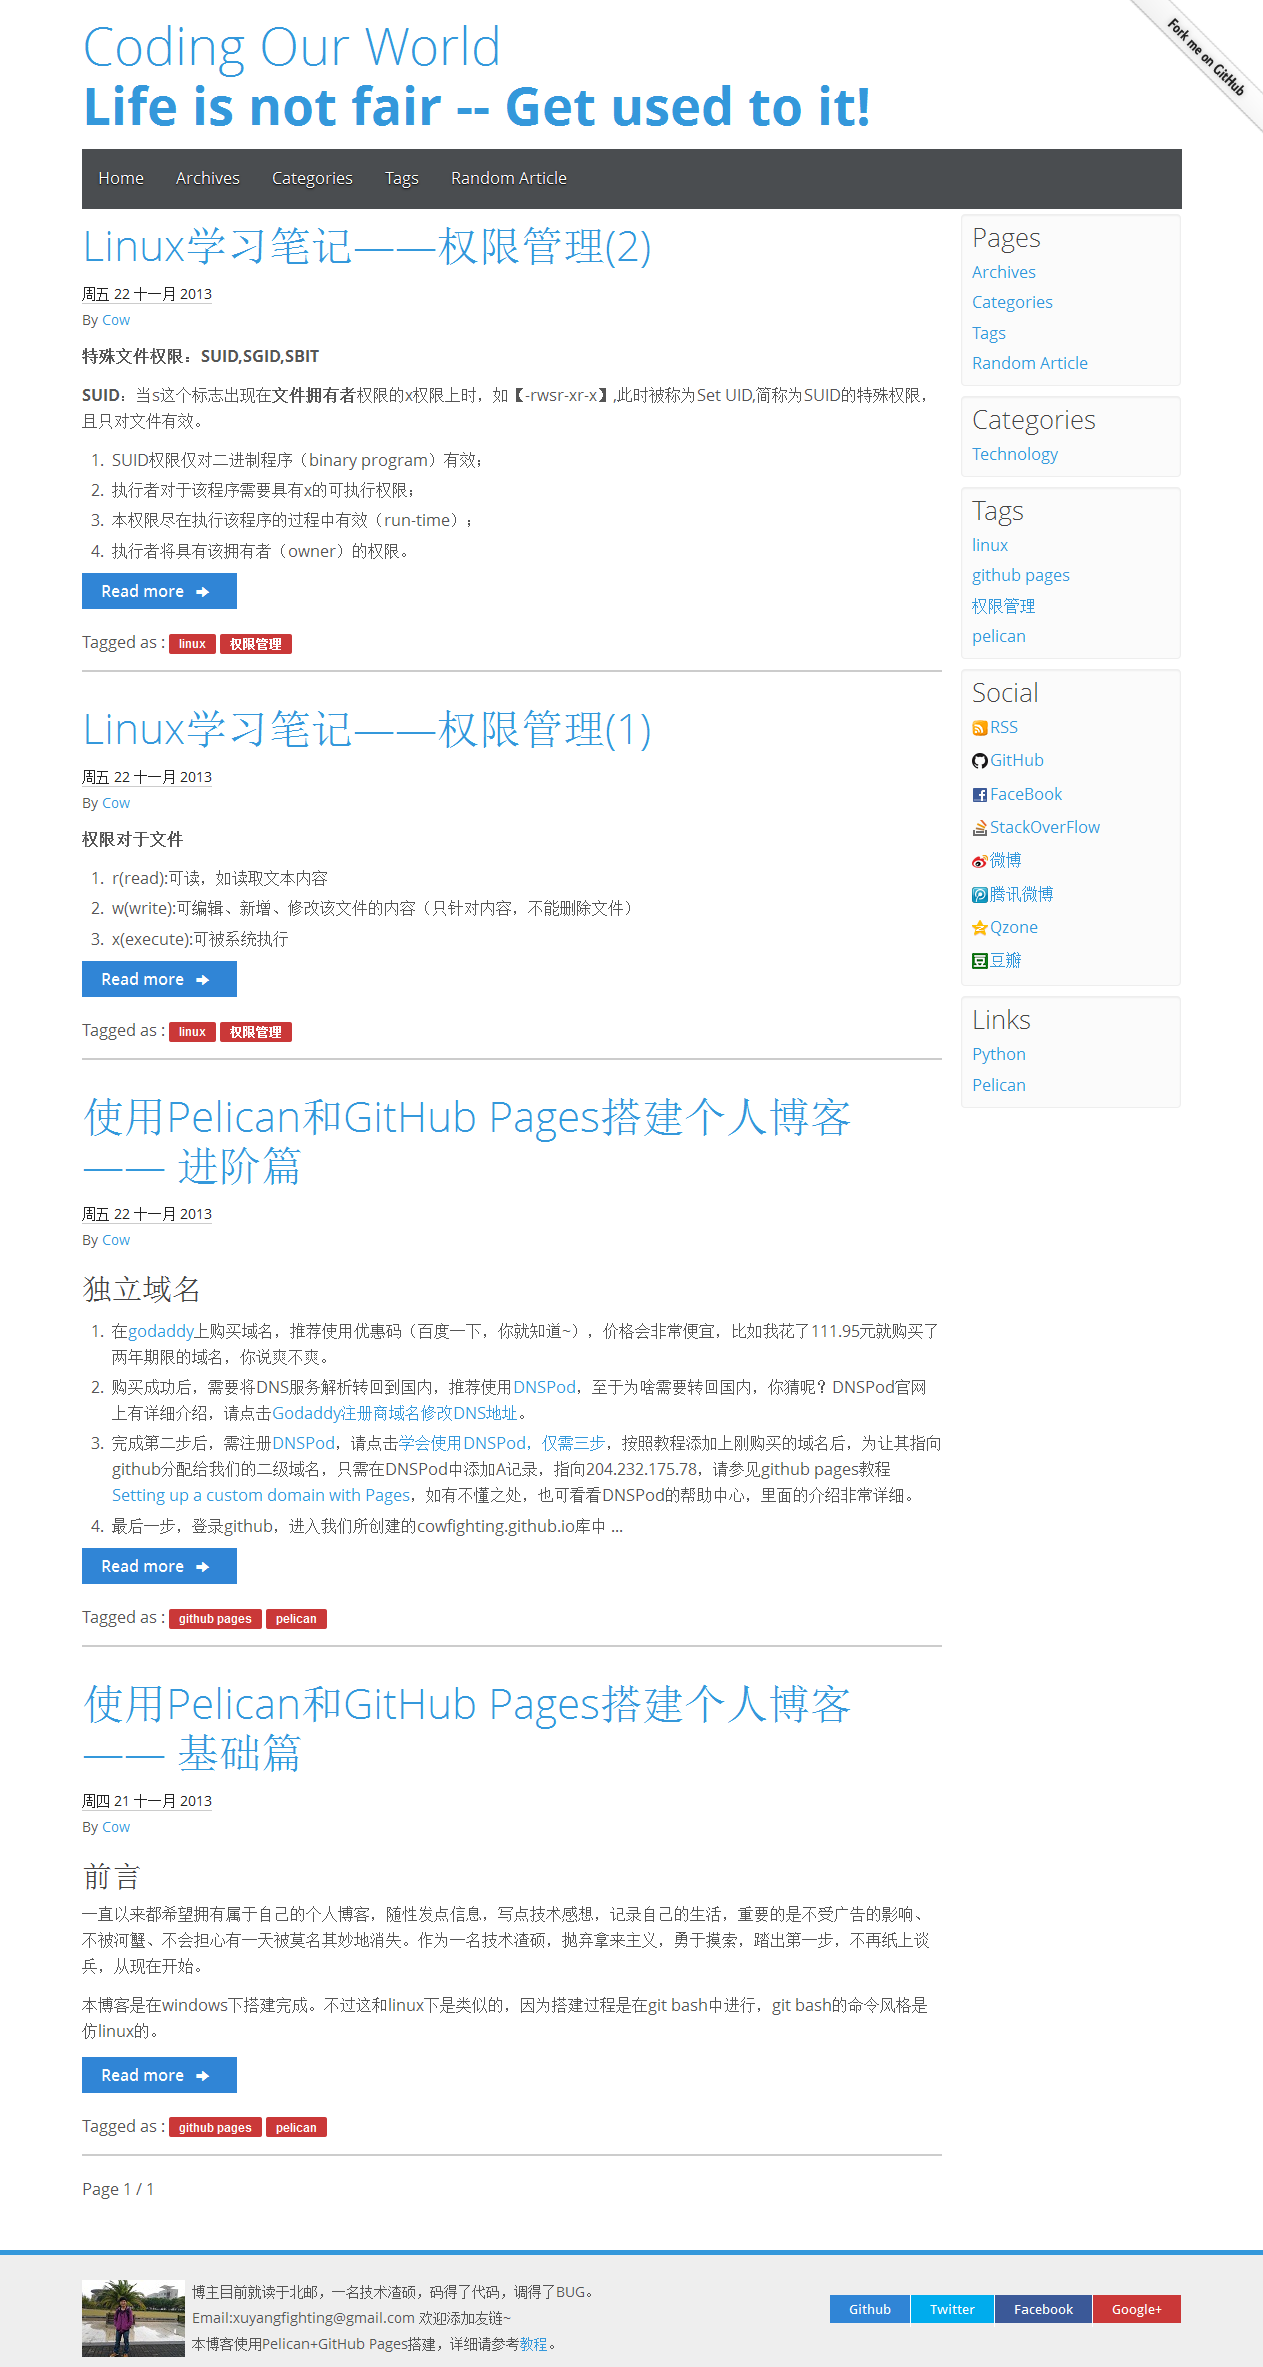 Fork me on GitHub
Coding Our World
Life is not fair -- Get used to it!
Home Archives Categories Tags Random Article
Linux学习笔记——权限管理(2)
周五 22 十一月 2013
By Cow
特殊文件权限：SUID,SGID,SBIT
SUID：当s这个标志出现在文件拥有者权限的x权限上时，如【-rwsr-xr-x】,此时被称为Set UID,简称为SUID的特殊权限，
且只对文件有效。
1. SUID权限仅对二进制程序（binary program）有效；
2. 执行者对于该程序需要具有x的可执行权限；
3. 本权限尽在执行该程序的过程中有效（run-time）；
4. 执行者将具有该拥有者（owner）的权限。
Read more
Tagged as : linux 权限管理
Linux学习笔记——权限管理(1)
周五 22 十一月 2013
By Cow
权限对于文件
1. r(read):可读，如读取文本内容
2. w(write):可编辑、新增、修改该文件的内容（只针对内容，不能删除文件）
3. x(execute):可被系统执行
Read more
Tagged as : linux 权限管理
使用Pelican和GitHub Pages搭建个人博客
—— 进阶篇
周五 22 十一月 2013
By Cow
独立域名
1. 在godaddy上购买域名，推荐使用优惠码（百度一下，你就知道~），价格会非常便宜，比如我花了111.95元就购买了
两年期限的域名，你说爽不爽。
2. 购买成功后，需要将DNS服务解析转回到国内，推荐使用DNSPod，至于为啥需要转回国内，你猜呢？DNSPod官网
上有详细介绍，请点击Godaddy注册商域名修改DNS地址。
3. 完成第二步后，需注册DNSPod，请点击学会使用DNSPod，仅需三步，按照教程添加上刚购买的域名后，为让其指向
github分配给我们的二级域名，只需在DNSPod中添加A记录，指向204.232.175.78，请参见github pages教程
Setting up a custom domain with Pages，如有不懂之处，也可看看DNSPod的帮助中心，里面的介绍非常详细。
4. 最后一步，登录github，进入我们所创建的cowfighting.github.io库中 ...
Read more
Tagged as : github pages pelican
使用Pelican和GitHub Pages搭建个人博客
—— 基础篇
周四 21 十一月 2013
By Cow
前言
一直以来都希望拥有属于自己的个人博客，随性发点信息，写点技术感想，记录自己的生活，重要的是不受广告的影响、
不被河蟹、不会担心有一天被莫名其妙地消失。作为一名技术渣硕，抛弃拿来主义，勇于摸索，踏出第一步，不再纸上谈
兵，从现在开始。
本博客是在windows下搭建完成。不过这和linux下是类似的，因为搭建过程是在git bash中进行，git bash的命令风格是
仿linux的。
Read more
Tagged as : github pages pelican
Page 1 / 1
Pages
Archives
Categories
Tags
Random Article
Categories
Technology
Tags
linux
github pages
权限管理
pelican
Social
RSS
GitHub
FaceBook
StackOverFlow
微博
腾讯微博
Qzone
豆瓣
Links
Python
Pelican
博主目前就读于北邮，一名技术渣硕，码得了代码，调得了BUG。
Email:xuyangfighting@gmail.com 欢迎添加友链~
本博客使用Pelican+GitHub Pages搭建，详细请参考教程。
Github Twitter Facebook Google+